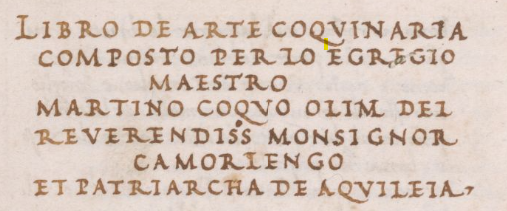 LIBRO DE ARTE COQVINARIA
COMPOSTO PER LO EGREGIO
MAESTRO
MARTINO COQVO OLIM DEL
REVERENDISS MONSIGNOR
CAMORLENGO
ET PATRIARCHA DE AQVILEIA,